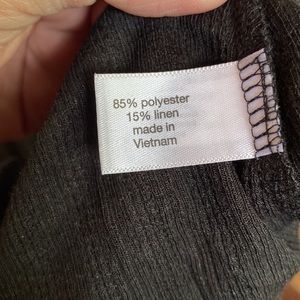 85% polyester
15% linen
made in
Vietnam